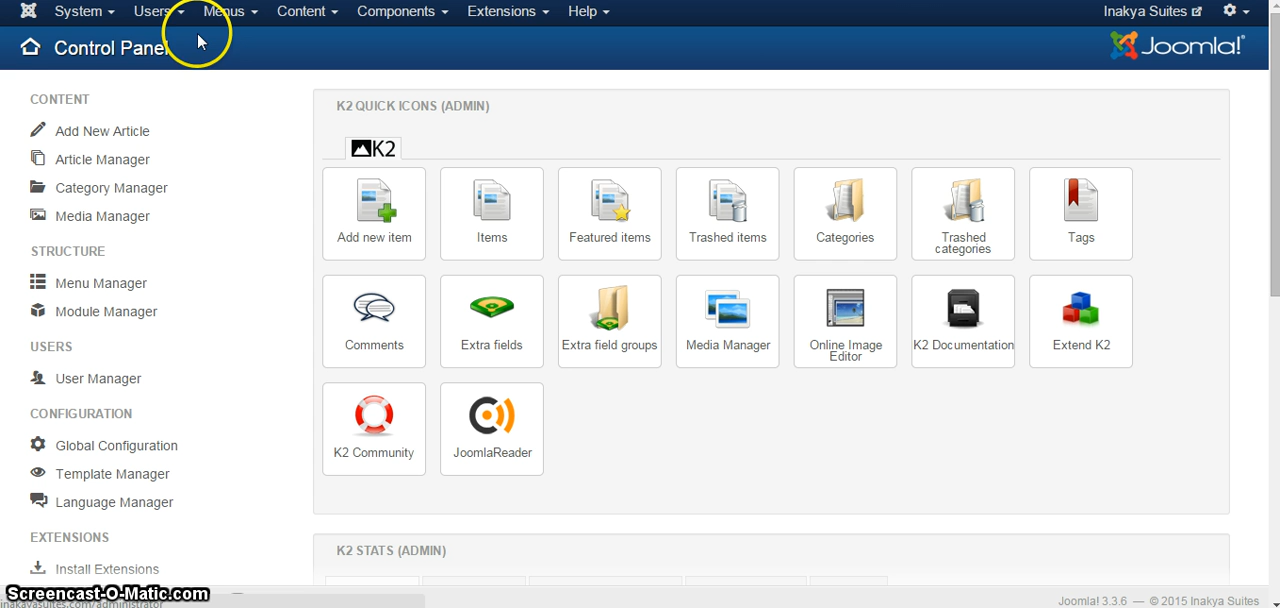 System Users Menus Content Components Extensions Help Inakya Suites
Control Panel Joomla!®
CONTENT
Add New Article
Article Manager
Category Manager
Media Manager
STRUCTURE
Menu Manager
Module Manager
USERS
User Manager
CONFIGURATION
Global Configuration
Template Manager
Language Manager
EXTENSIONS
Install Extensions
K2 QUICK ICONS (ADMIN)
K2
Add new item
Items
Featured items
Trashed items
Categories
Trashed
categories
Tags
Comments
Extra fields
Extra field groups
Media Manager
Online Image
Editor
K2 Documentation
Extend K2
K2 Community
JoomlaReader
K2 STATS (ADMIN)
Screencast-O-Matic.com
inakyasuites.com/administrator
Joomla! 3.3.6 — © 2015 Inakya Suites